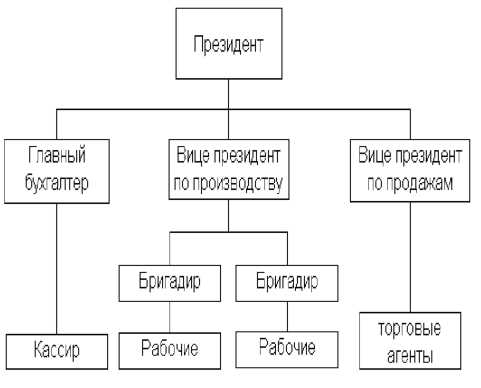 Президент
Главный
бухгалтер
Вице президент
по производству
Вице президент
по продажам
Бригадир
Бригадир
Кассир
Рабочие
Рабочие
торговые
агенты